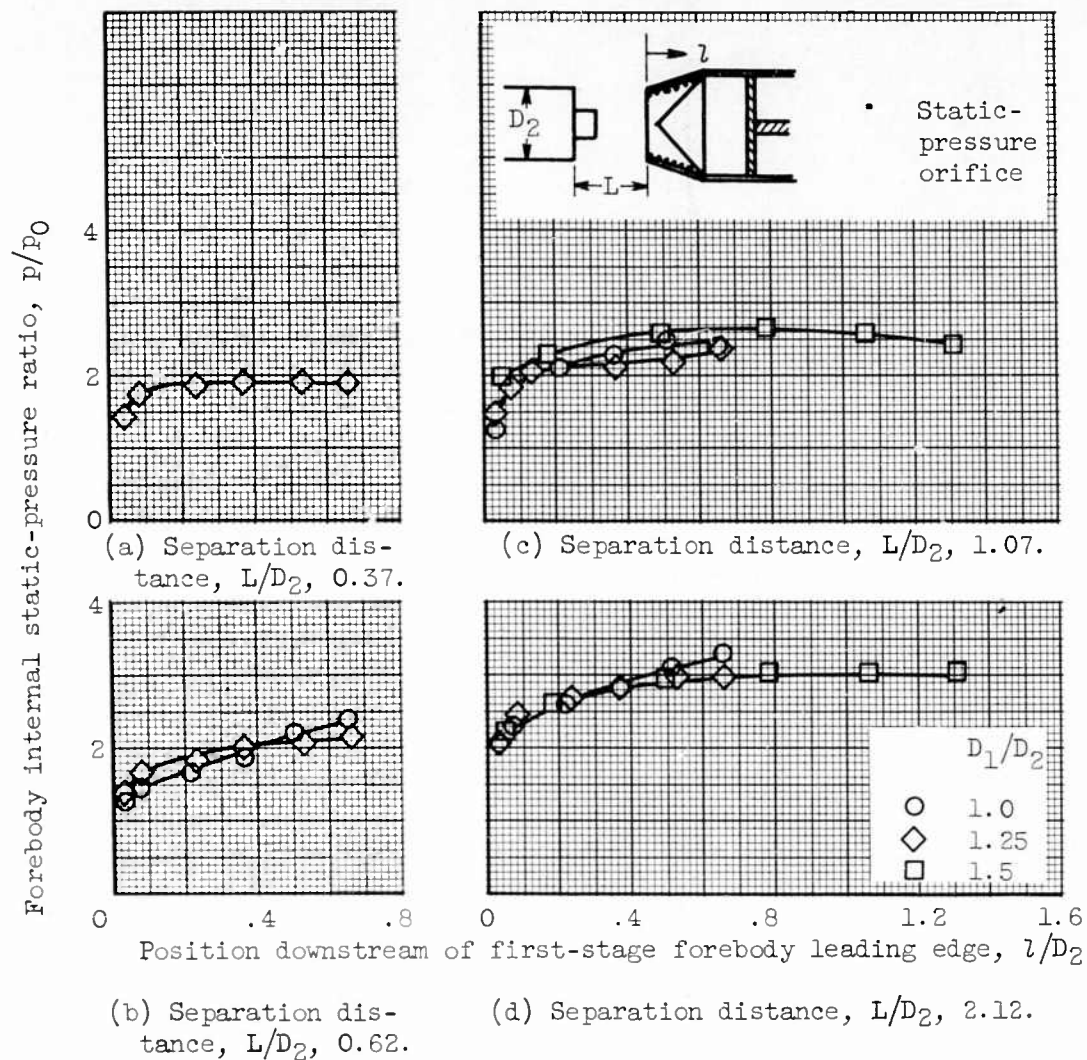 Forebody internal static-pressure ratio, p/p0
4
2
0
(a) Separation dis-
tance, L/D2, 0.37.
l
D2
L
Static-
pressure
orifice
(c) Separation distance, L/D2, 1.07.
4
2
0
0
.4
.8
D1/D2
1.0
1.25
1.5
0
.4
.8
1.2
1.6
Position downstream of first-stage forebody leading edge, l/D2
(b) Separation dis-
tance, L/D2, 0.62.
(d) Separation distance, L/D2, 2.12.